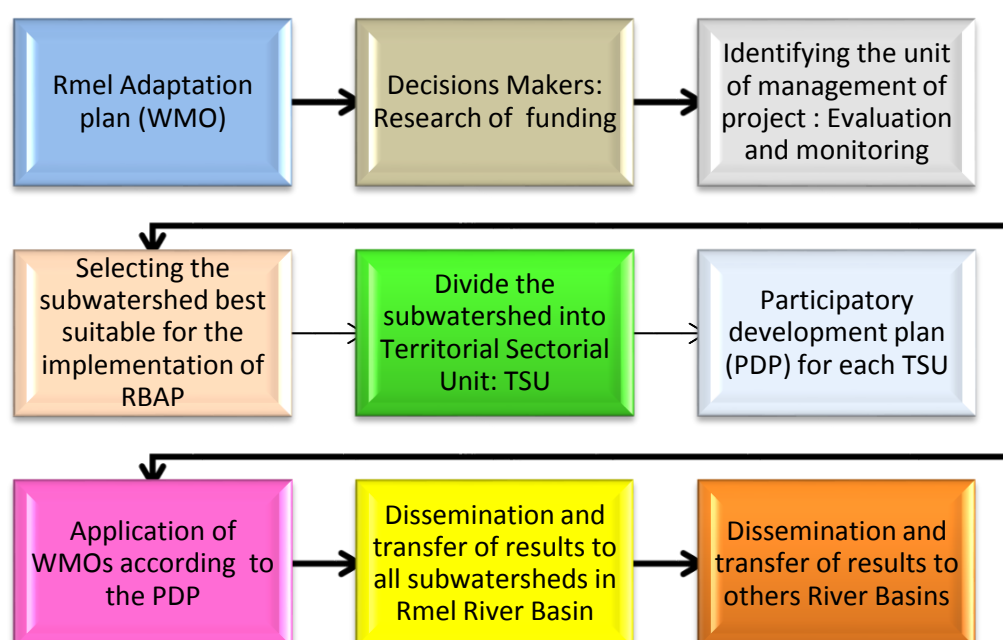 Rmel Adaptation
plan (WMO)
Decisions Makers:
Research of funding
Identifying the unit
of management of
project : Evaluation
and monitoring
Selecting the
subwatershed best
suitable for the
implementation of
RBAP
Divide the
subwatershed into
Territorial Sectorial
Unit: TSU
Participatory
development plan
(PDP) for each TSU
Application of
WMOs according to
the PDP
Dissemination and
transfer of results to
all subwatersheds in
Rmel River Basin
Dissemination and
transfer of results to
others River Basins